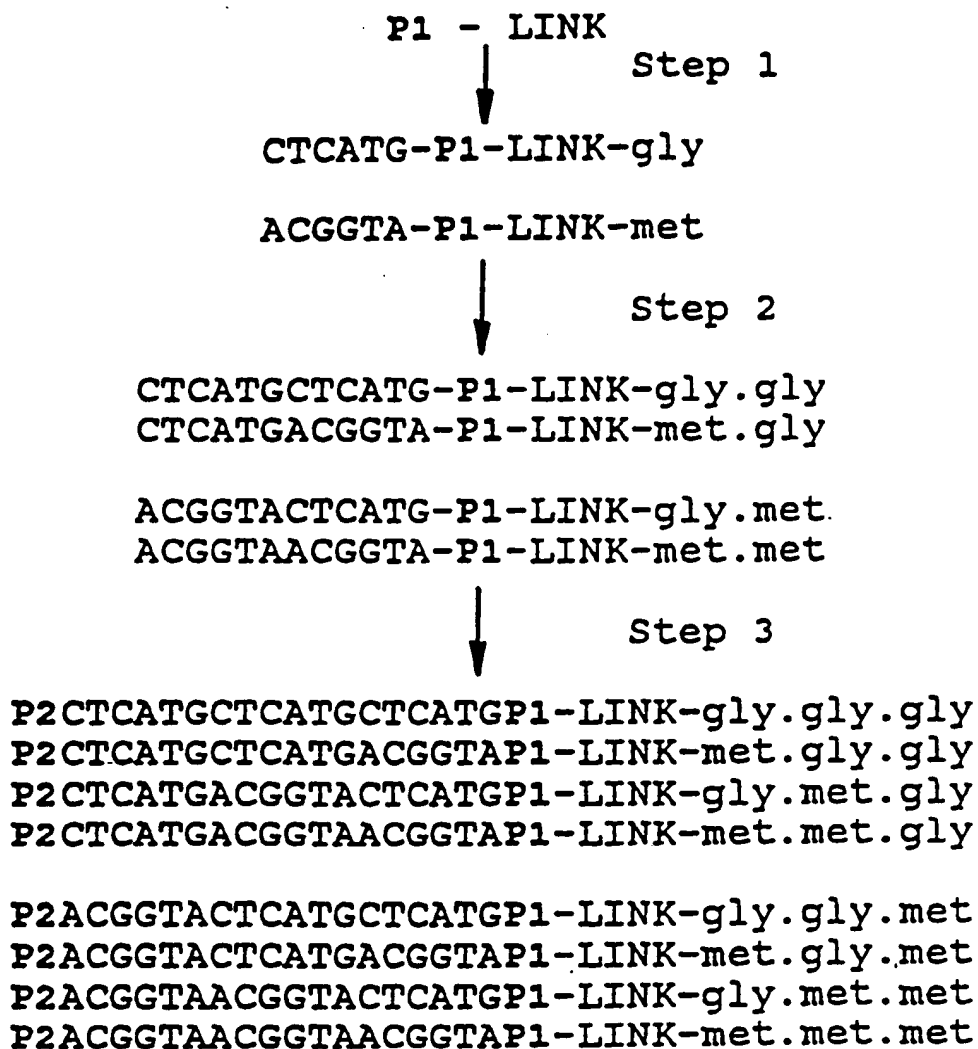 P1 - LINK
Step 1
CTCATG-P1-LINK-gly
ACGGTA-P1-LINK-met
Step 2
CTCATGCTCATG-P1-LINK-gly.gly
CTCATGACGGTA-P1-LINK-met.gly
ACGGTACTCATG-P1-LINK-gly.met
ACGGTAACGGTA-P1-LINK-met.met
Step 3
P2CTCATGCTCATGCTCATGP1-LINK-gly.gly.gly
P2CTCATGCTCATGACGGTAP1-LINK-met.gly.gly
P2CTCATGACGGTACTCATGP1-LINK-gly.met.gly
P2CTCATGACGGTAACGGTAP1-LINK-met.met.gly
P2ACGGTACTCATGCTCATGP1-LINK-gly.gly.met
P2ACGGTACTCATGACGGTAP1-LINK-met.gly.met
P2ACGGTAACGGTACTCATGP1-LINK-gly.met.met
P2ACGGTAACGGTAACGGTAP1-LINK-met.met.met